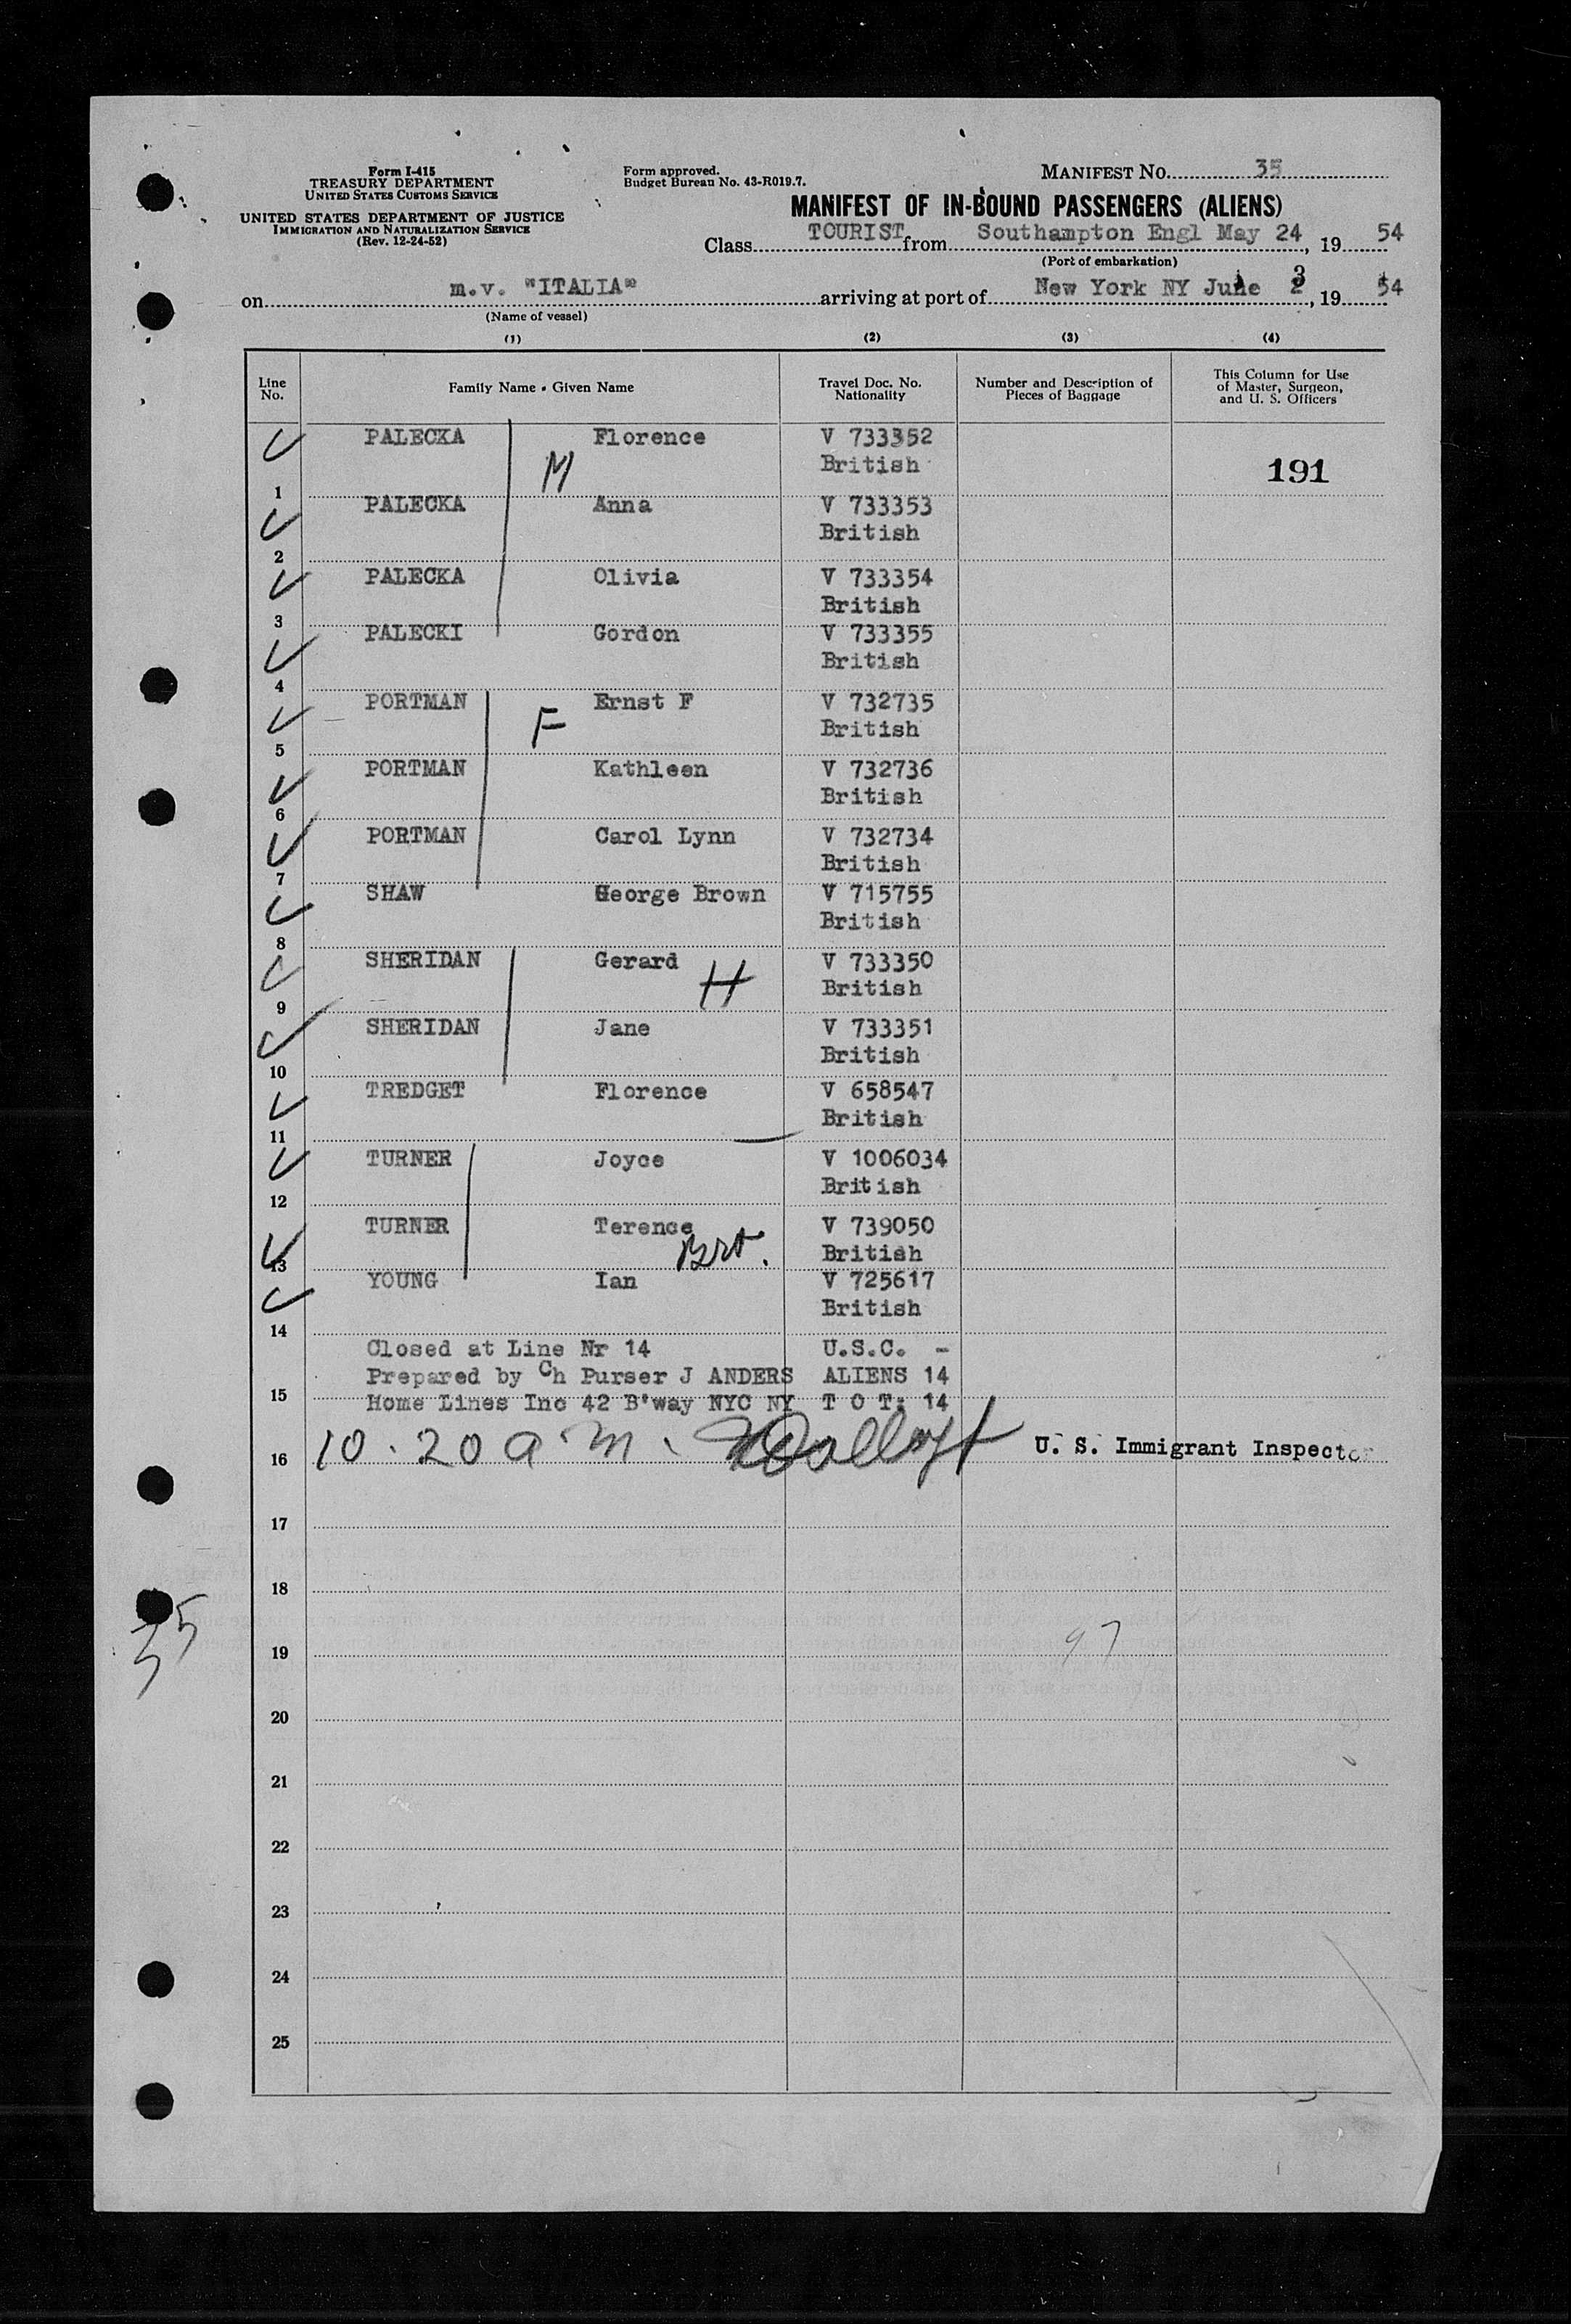 Form I-415
TREASURY DEPARTMENT
UNITED STATES CUSTOMS SERVICE
UNITED STATES DEPARTMENT OF JUSTICE
IMMIGRATION AND NATURALIZATION SERVICE
(Rev. 12-24-52)
Form approved.
Budget Bureau No. 43-R019.7.
MANIFEST No. 35
MANIFEST OF IN-BOUND PASSENGERS (ALIENS)
Class TOURIST from Southampton Engl May 24, 19 54
(Port of embarkation)
on m.v. "ITALIA" arriving at port of New York NY June 3, 19 54
(Name of vessel)
(1) (2) (3) (4)
Line No. Family Name - Given Name Travel Doc. No. Nationality Number and Description of Pieces of Baggage This Column for Use of Master, Surgeon, and U. S. Officers
PALECKA Florence V 733352
M British 191
1
PALECKA Anna V 733353
British
2
PALECKA Olivia V 733354
British
3
PALECKI Gordon V 733355
British
4
PORTMAN Ernst F V 732735
F British
5
PORTMAN Kathleen V 732736
British
6
PORTMAN Carol Lynn V 732734
British
7
SHAW George Brown V 715755
British
8
SHERIDAN Gerard V 733350
H British
9
SHERIDAN Jane V 733351
British
10
TREDGET Florence V 658547
British
11
TURNER Joyce V 1006034
British
12
TURNER Terence V 739050
Bro. British
13
YOUNG Ian V 725617
British
14
Closed at Line Nr 14 U.S.C. -
Prepared by Ch Purser J ANDERS ALIENS 14
15
Home Lines Inc 42 B'way NYC NY T O T: 14
16 10.20 a.m. U. S. Immigrant Inspector
17
18
35
19 97
20
21
22
23
24
25